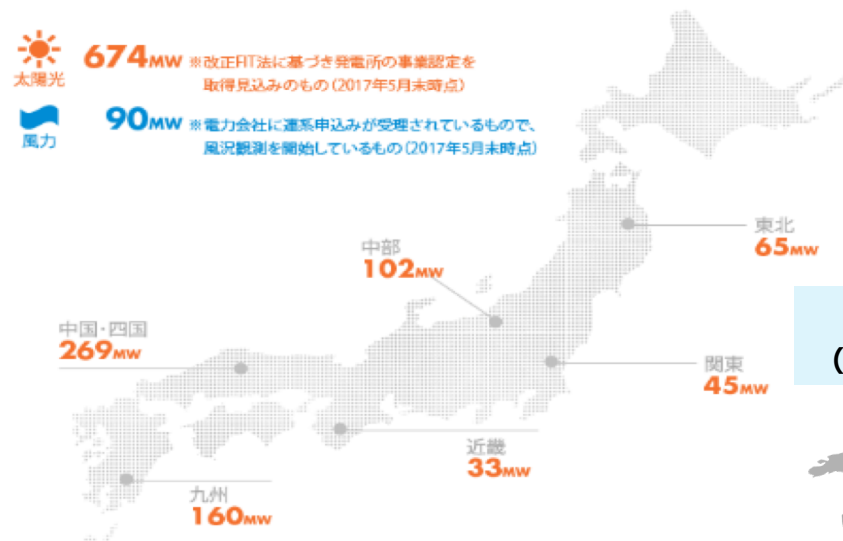 太陽光
674MW ※改正FIT法に基づき発電所の事業認定を
取得見込みのもの(2017年5月末時点)
風力
90MW ※電力会社に連系申込みが受理されているもので、
風況観測を開始しているもの(2017年5月末時点)
東北
65MW
中部
102MW
中国・四国
269MW
関東
45MW
近畿
33MW
九州
160MW
(